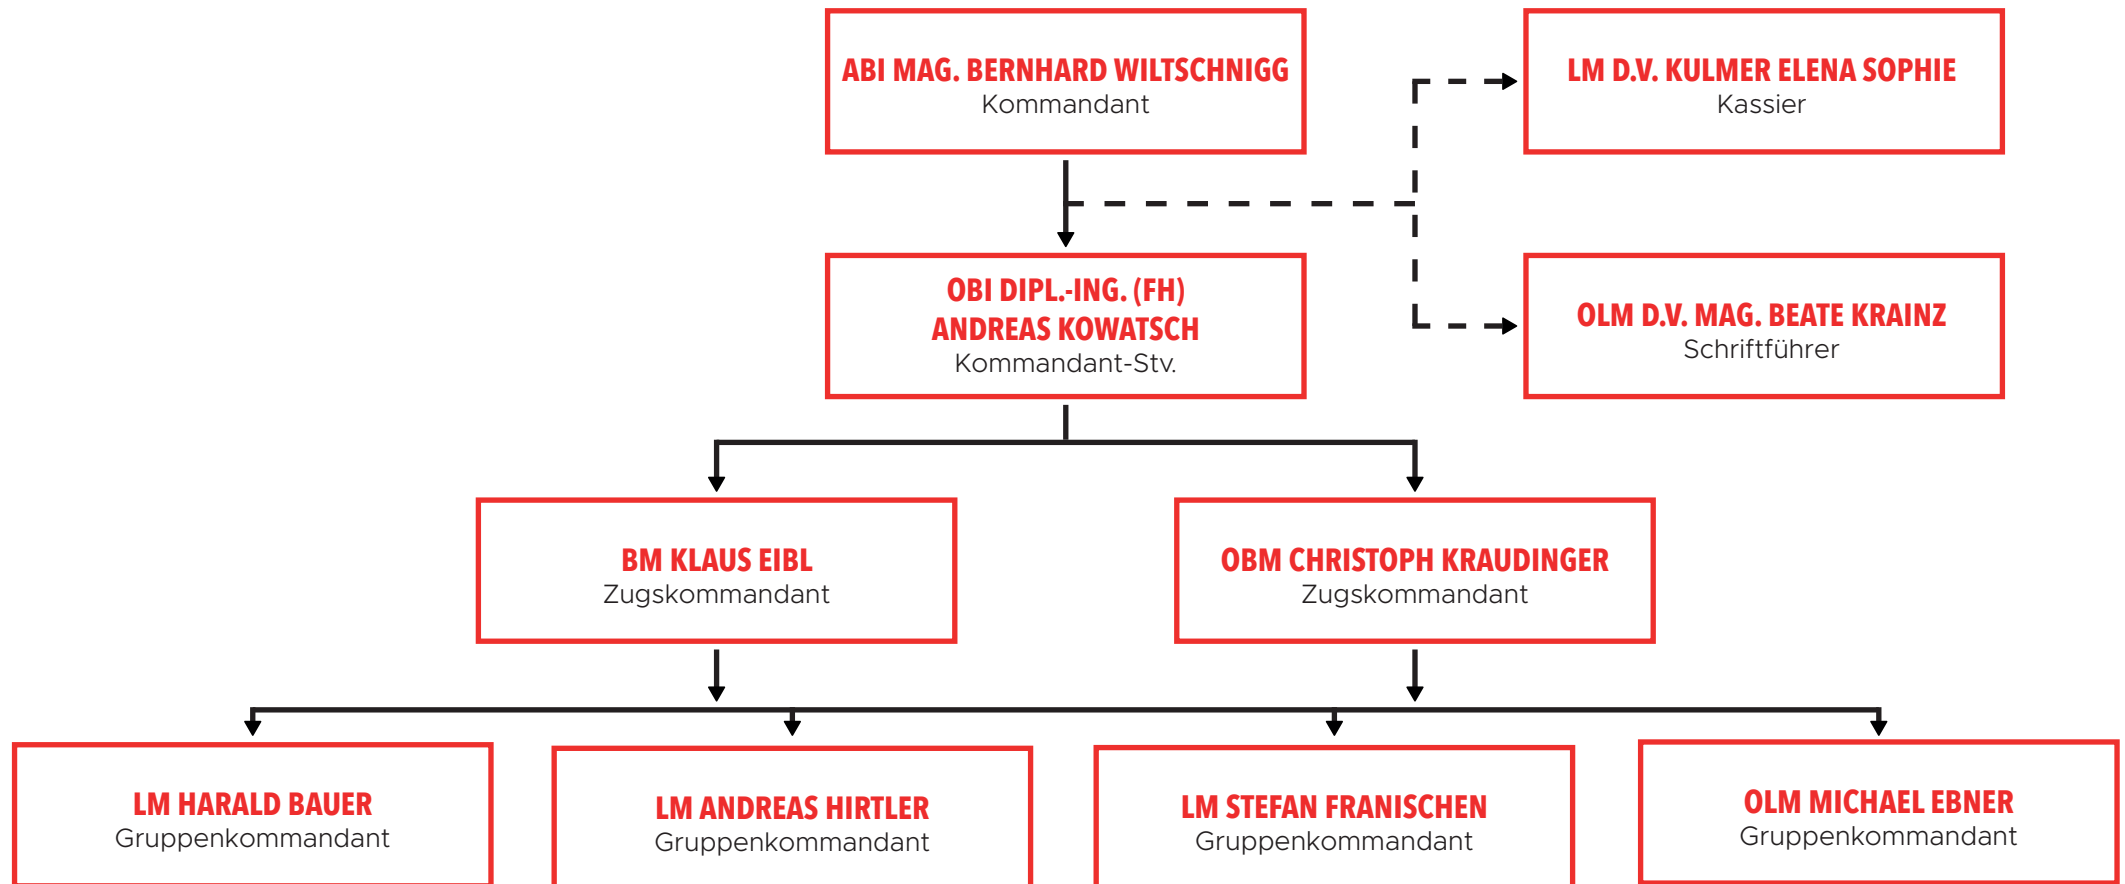 ABI MAG. BERNHARD WILTSCHNIGG
Kommandant
LM D.V. KULMER ELENA SOPHIE
Kassier
OBI DIPL.-ING. (FH)
ANDREAS KOWATSCH
Kommandant-Stv.
OLM D.V. MAG. BEATE KRAINZ
Schriftführer
BM KLAUS EIBL
Zugskommandant
OBM CHRISTOPH KRAUDINGER
Zugskommandant
LM HARALD BAUER
Gruppenkommandant
LM ANDREAS HIRTLER
Gruppenkommandant
LM STEFAN FRANISCHEN
Gruppenkommandant
OLM MICHAEL EBNER
Gruppenkommandant